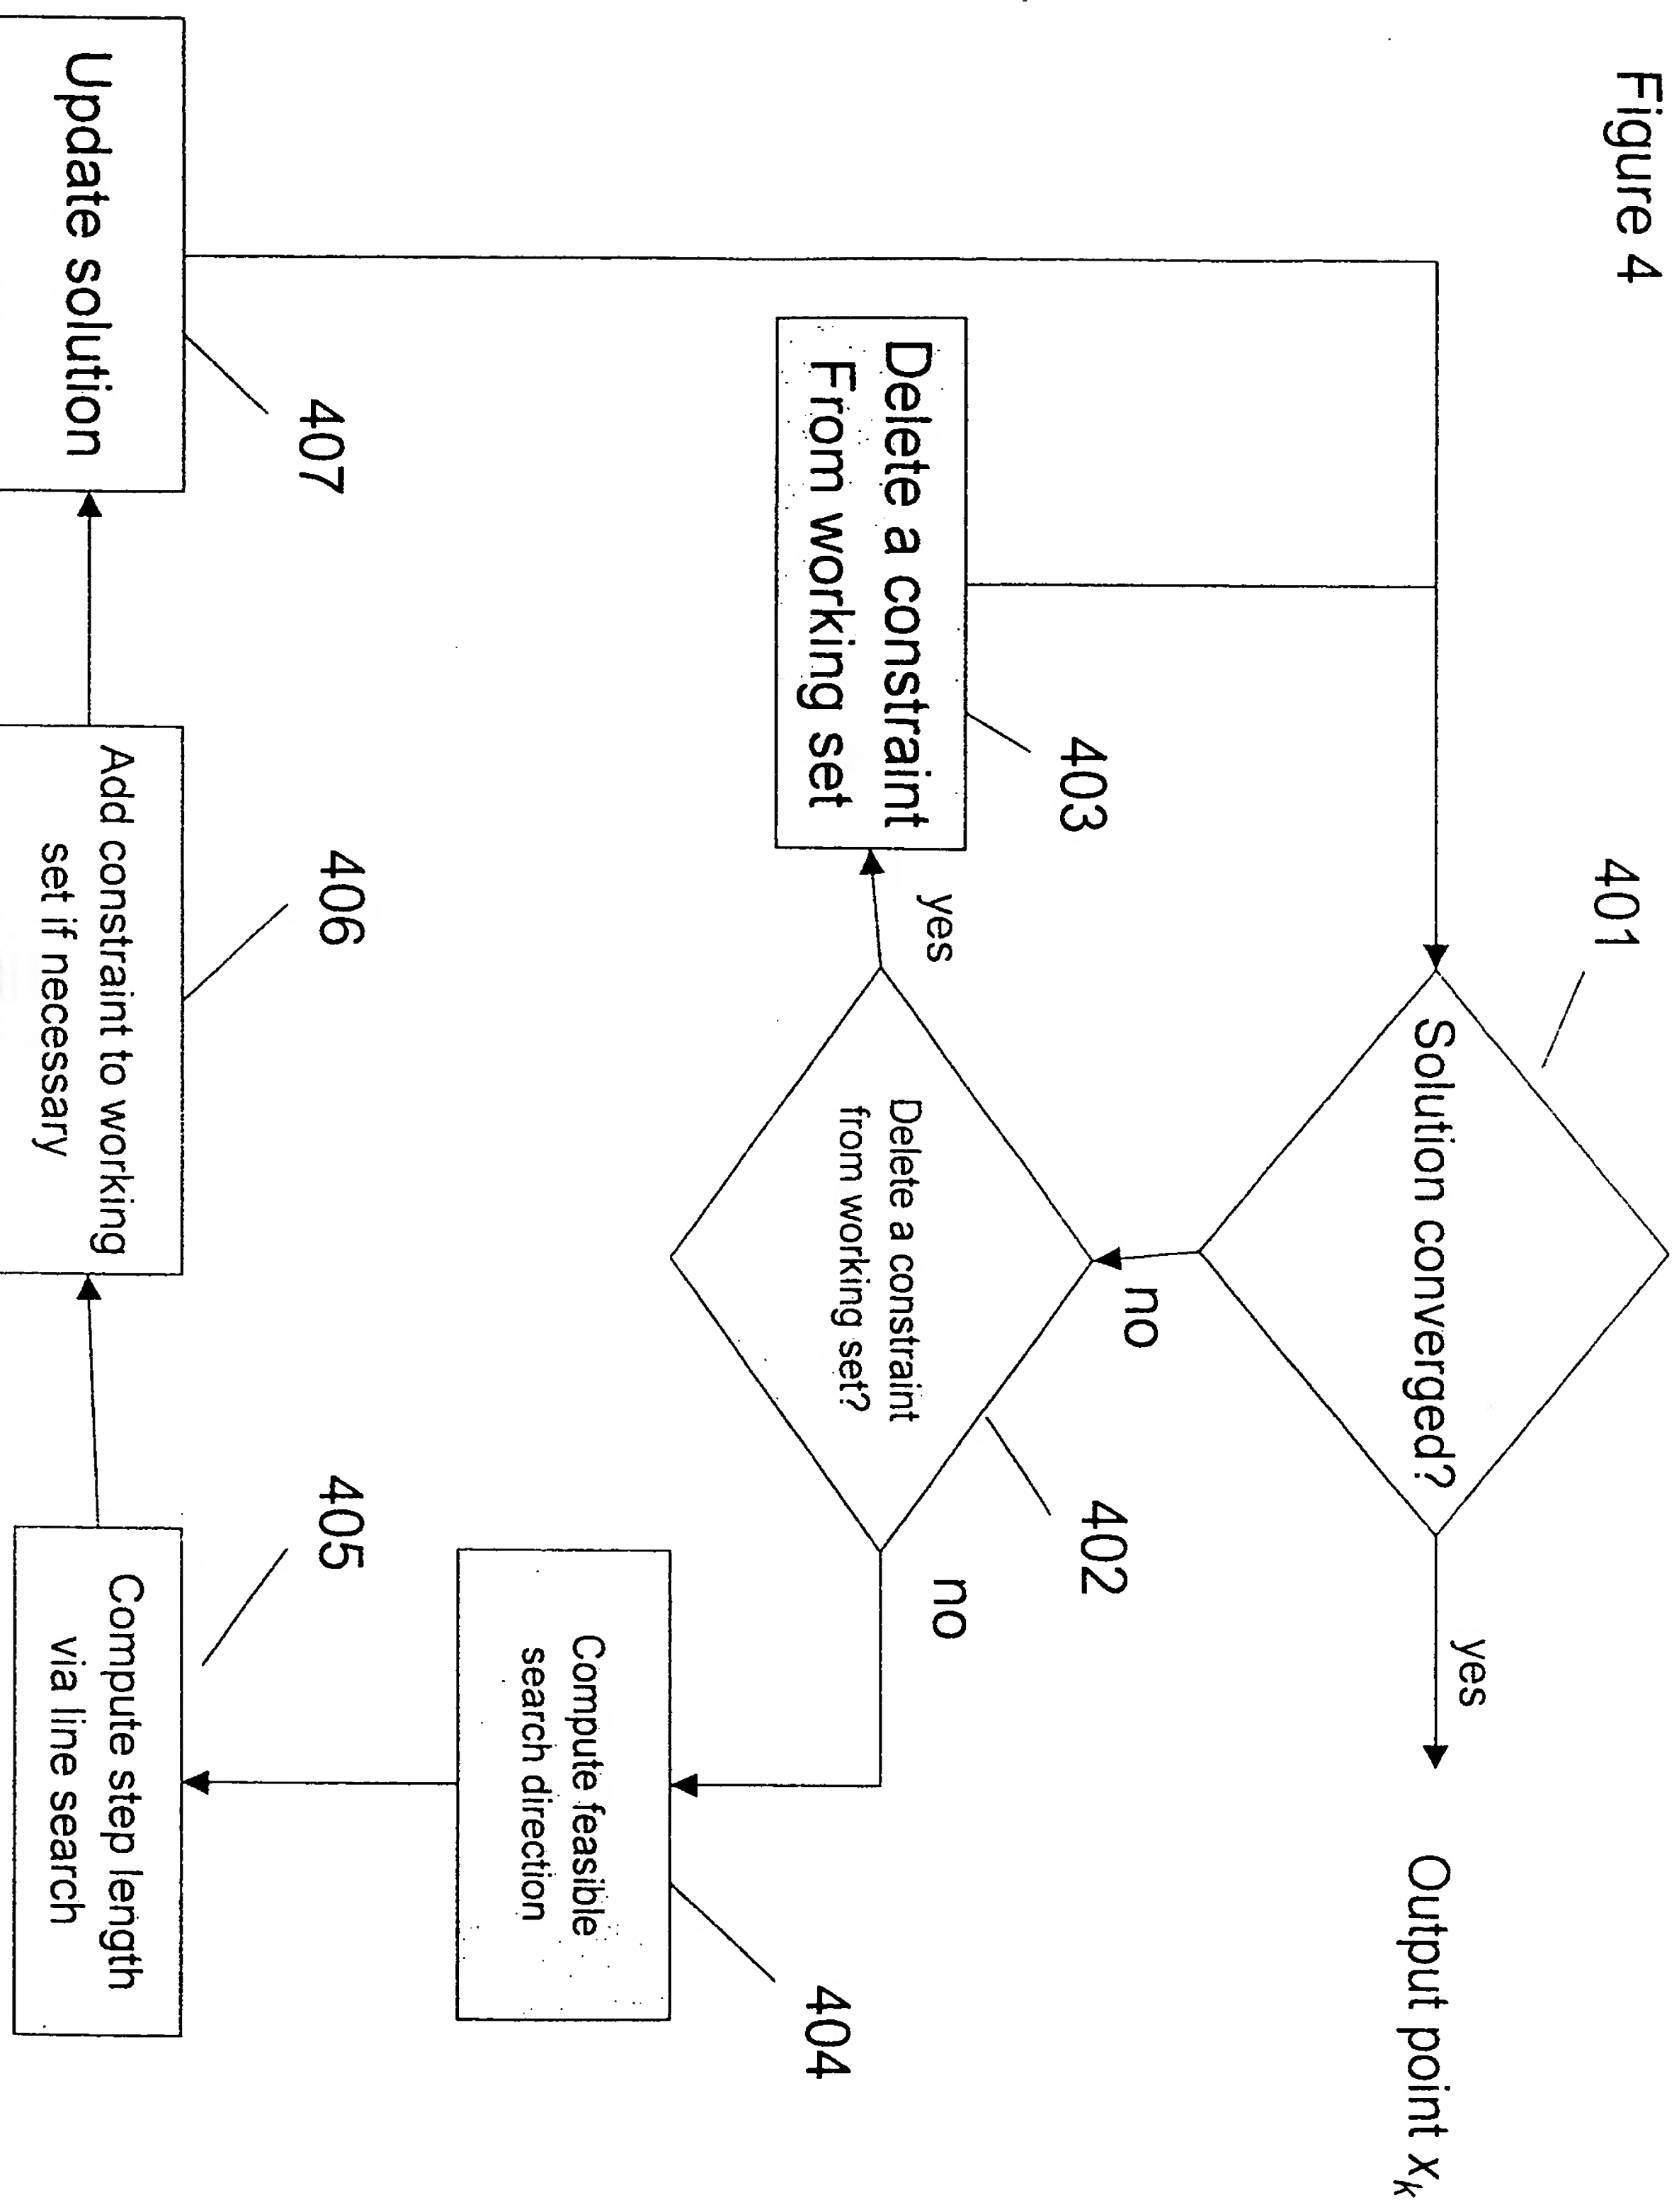 Figure 4
401
Solution converged?
yes
Output point xk
no
403
Delete a constraint
From working set
yes
402
Delete a constraint
from working set?
no
404
Compute feasible
search direction
407
Update solution
406
Add constraint to working
set if necessary
405
Compute step length
via line search